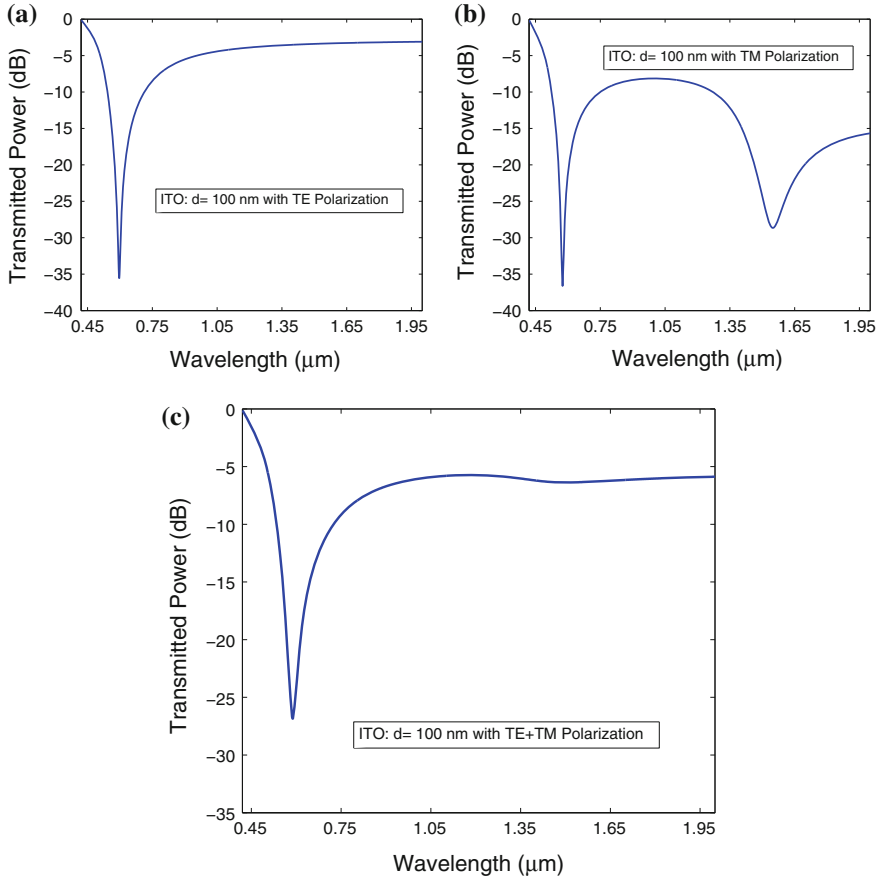 (a)
Transmitted Power (dB)
0
−5
−10
−15
−20
−25
−30
−35
−40
ITO: d= 100 nm with TE Polarization
0.45 0.75 1.05 1.35 1.65 1.95
Wavelength (μm)
(b)
Transmitted Power (dB)
0
−5
−10
−15
−20
−25
−30
−35
−40
ITO: d= 100 nm with TM Polarization
0.45 0.75 1.05 1.35 1.65 1.95
Wavelength (μm)
(c)
Transmitted Power (dB)
0
−5
−10
−15
−20
−25
−30
−35
ITO: d= 100 nm with TE+TM Polarization
0.45 0.75 1.05 1.35 1.65 1.95
Wavelength (μm)